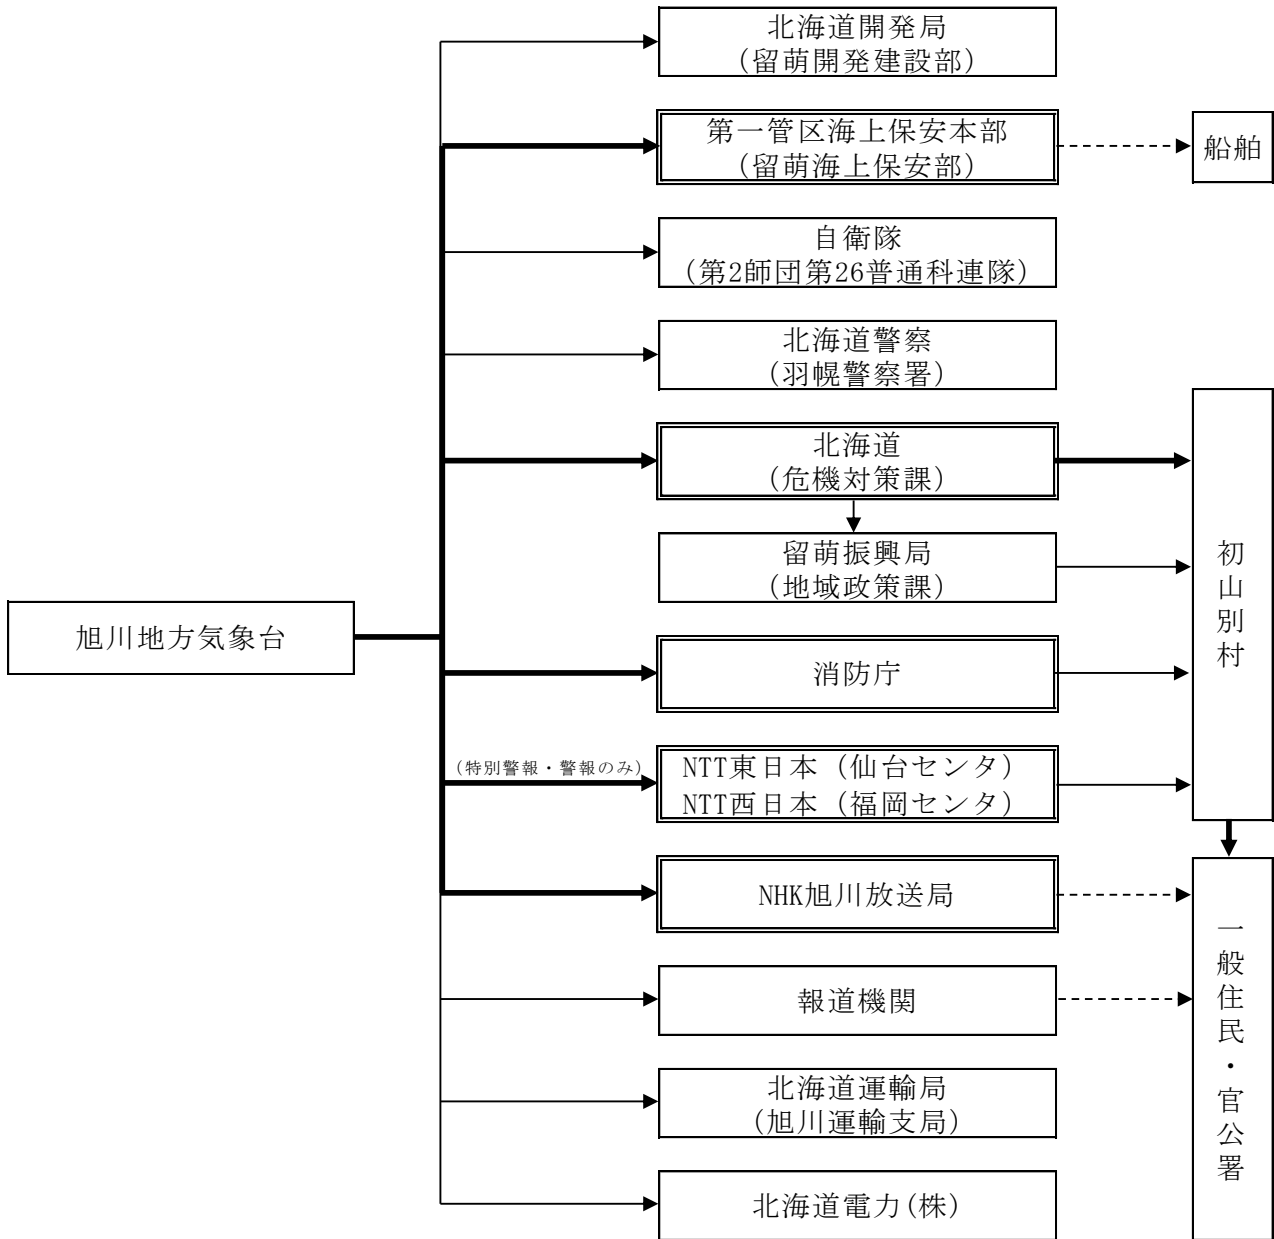 北海道開発局
(留萌開発建設部)
第一管区海上保安本部
(留萌海上保安部)
船舶
自衛隊
(第2師団第26普通科連隊)
北海道警察
(羽幌警察署)
北海道
(危機対策課)
留萌振興局
(地域政策課)
初山別村
旭川地方気象台
消防庁
(特別警報・警報のみ)
NTT東日本 (仙台センタ)
NTT西日本 (福岡センタ)
NHK旭川放送局
一般住民・官公署
報道機関
北海道運輸局
(旭川運輸支局)
北海道電力(株)